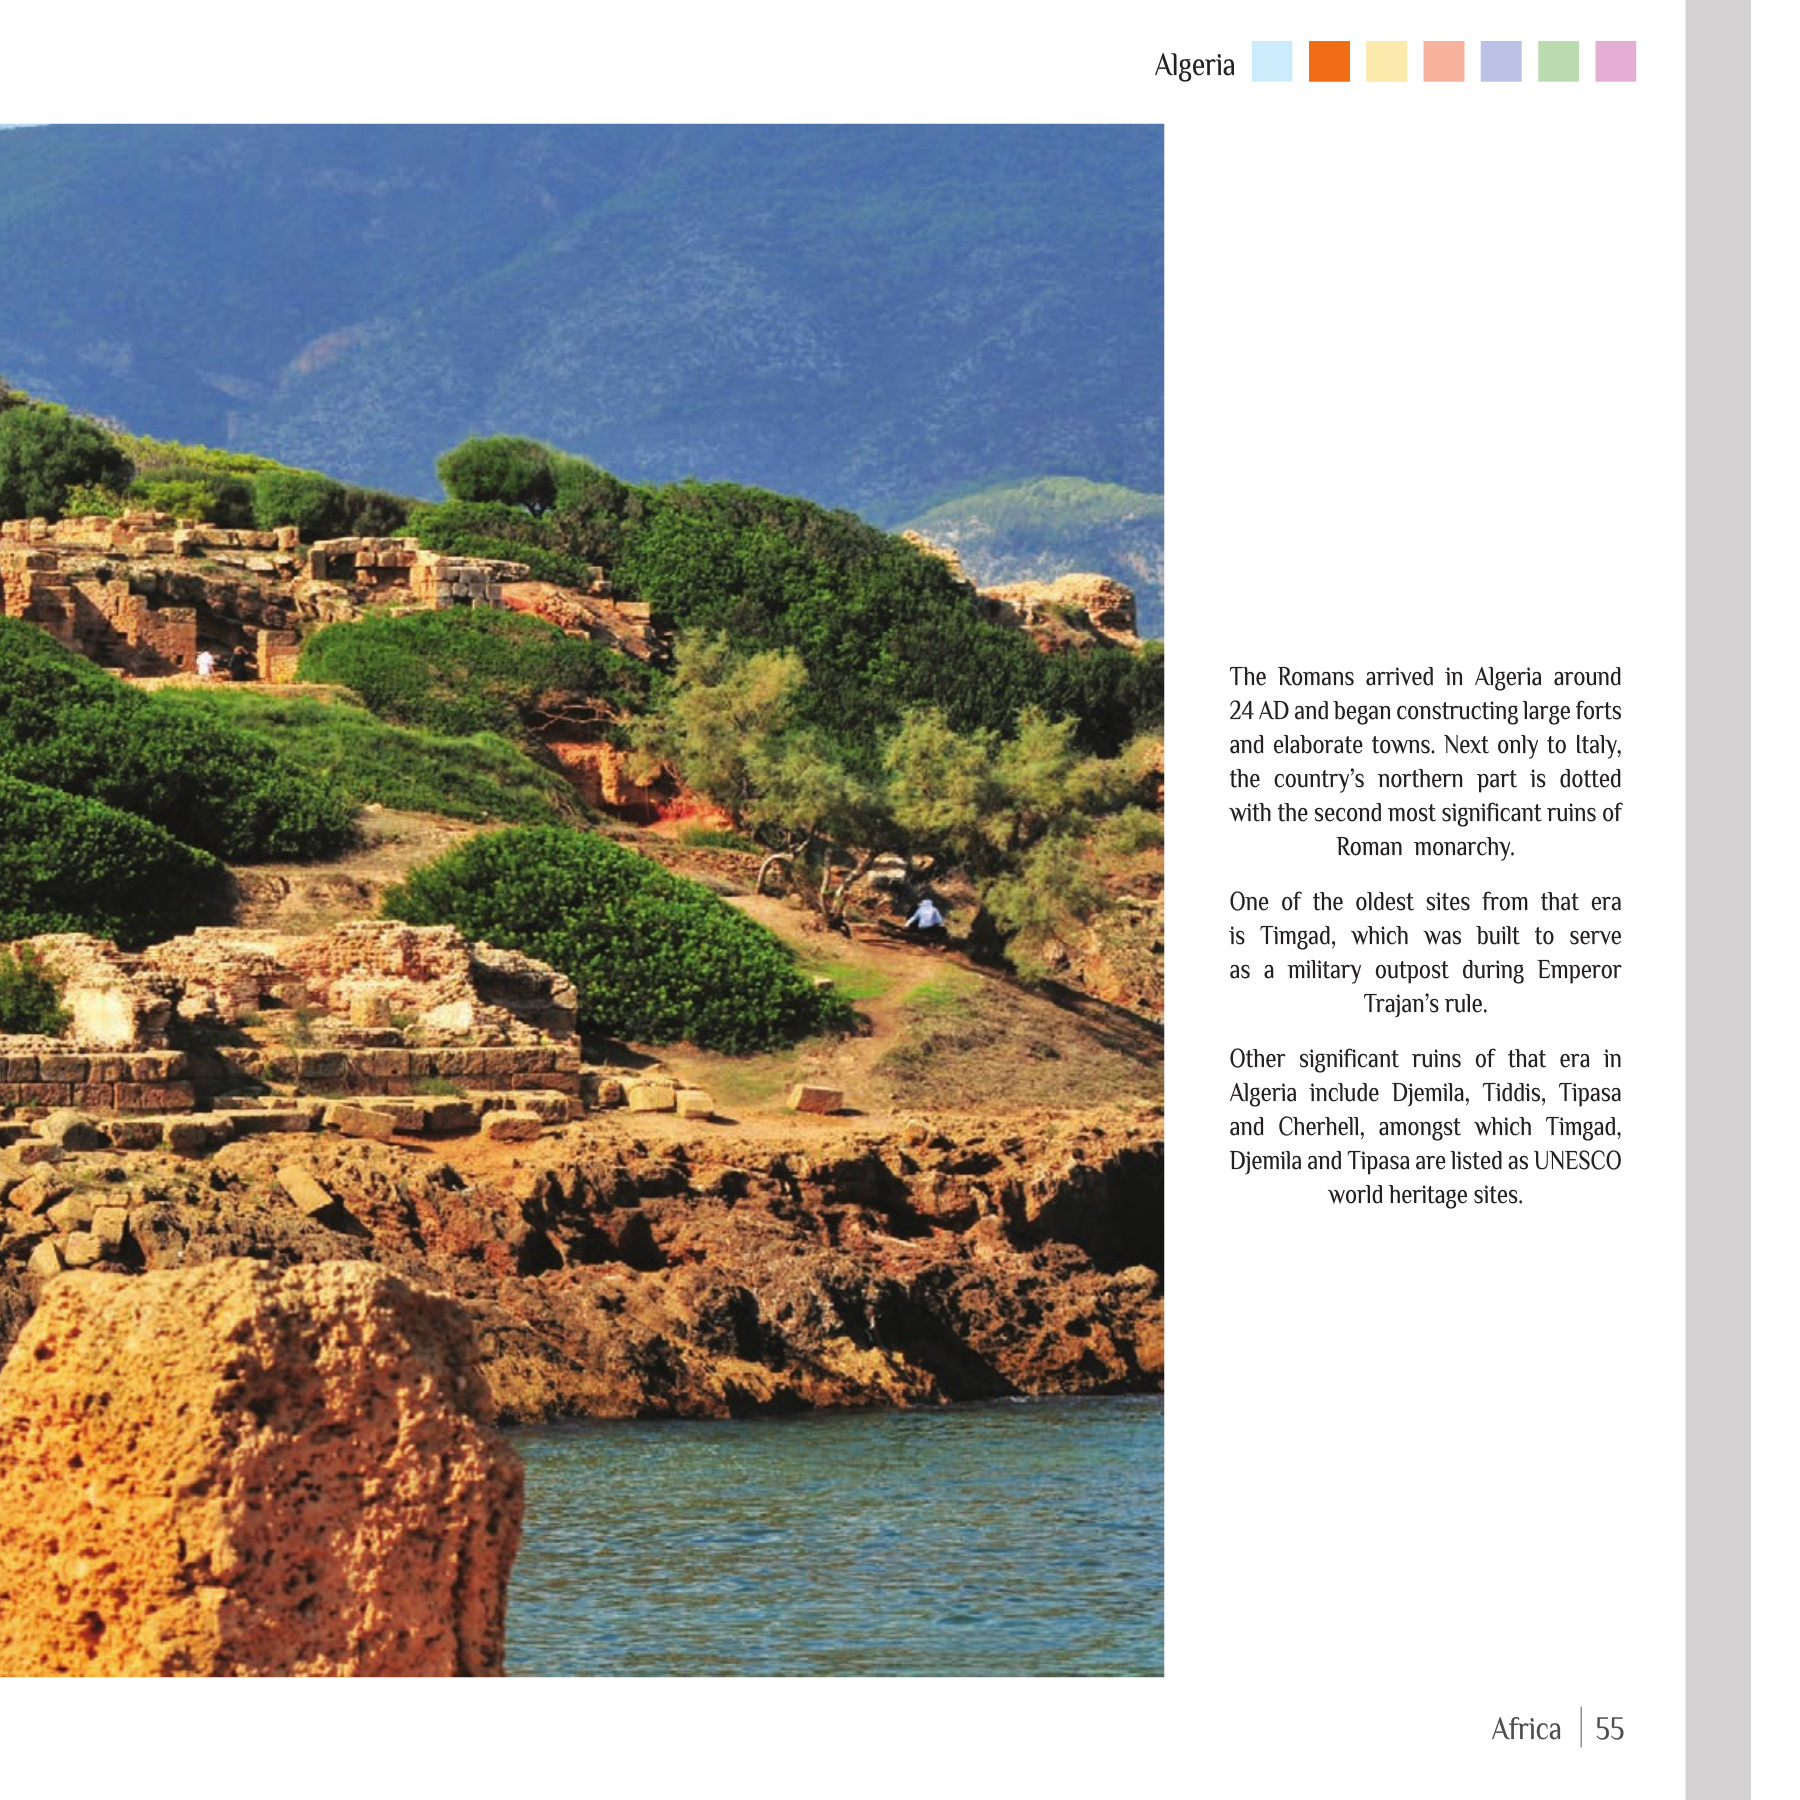 Algeria
The Romans arrived in Algeria around
24 AD and began constructing large forts
and elaborate towns. Next only to Italy,
the country’s northern part is dotted
with the second most significant ruins of
Roman monarchy.
One of the oldest sites from that era
is Timgad, which was built to serve
as a military outpost during Emperor
Trajan’s rule.
Other significant ruins of that era in
Algeria include Djemila, Tiddis, Tipasa
and Cherhell, amongst which Timgad,
Djemila and Tipasa are listed as UNESCO
world heritage sites.
Africa | 55